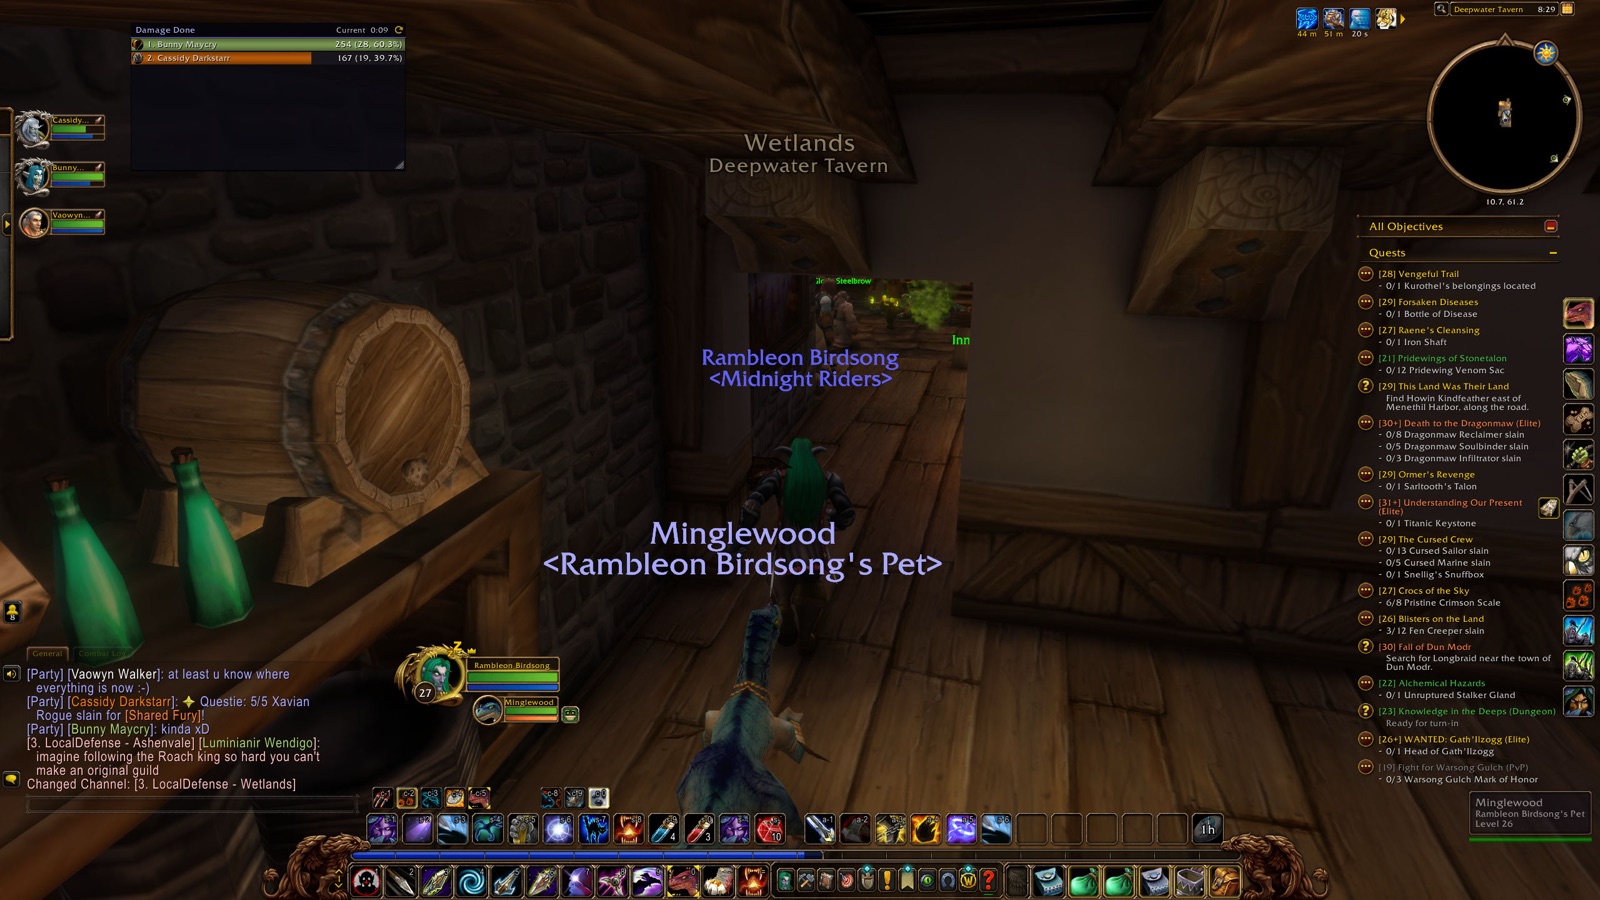 Damage Done
Current 0:09
1. Bunny Maycry
254 (28, 60.3%)
2. Cassidy Darkstarr
167 (19, 39.7%)
44 m
51 m
20 s
Deepwater Tavern
8:29
Cassidy...
Bunny...
Vaowyn...
Wetlands
Deepwater Tavern
10.7, 61.2
All Objectives
Quests
[28] Vengeful Trail
- 0/1 Kurothel's belongings located
[29] Forsaken Diseases
- 0/1 Bottle of Disease
[27] Raene's Cleansing
- 0/1 Iron Shaft
[21] Pridewings of Stonetalon
- 0/12 Pridewing Venom Sac
[29] This Land Was Their Land
Find Howin Kindfeather east of
Menethil Harbor, along the road.
[30+] Death to the Dragonmaw (Elite)
- 0/8 Dragonmaw Reclaimer slain
- 0/5 Dragonmaw Soulbinder slain
- 0/3 Dragonmaw Infiltrator slain
[29] Ormer's Revenge
- 0/1 Sarltooth's Talon
[31+] Understanding Our Present
(Elite)
- 0/1 Titanic Keystone
[29] The Cursed Crew
- 0/13 Cursed Sailor slain
- 0/5 Cursed Marine slain
- 0/1 Snellig's Snuffbox
[27] Crocs of the Sky
- 6/8 Pristine Crimson Scale
[26] Blisters on the Land
- 3/12 Fen Creeper slain
[30] Fall of Dun Modr
Search for Longbraid near the town of
Dun Modr.
[22] Alchemical Hazards
- 0/1 Unruptured Stalker Gland
[23] Knowledge in the Deeps (Dungeon)
Ready for turn-in
[26+] WANTED: Gath'Ilzogg (Elite)
- 0/1 Head of Gath'Ilzogg
[19] Fight for Warsong Gulch (PvP)
- 0/3 Warsong Gulch Mark of Honor
Steelbrow
Inn
Rambleon Birdsong
<Midnight Riders>
Minglewood
<Rambleon Birdsong's Pet>
8
General
Combat Log
[Party] [Vaowyn Walker]: at least u know where
everything is now :-)
[Party] [Cassidy Darkstarr]: Questie: 5/5 Xavian
Rogue slain for [Shared Fury]!
[Party] [Bunny Maycry]: kinda xD
[3. LocalDefense - Ashenvale] [Luminianir Wendigo]:
imagine following the Roach king so hard you can't
make an original guild
Changed Channel: [3. LocalDefense - Wetlands]
Rambleon Birdsong
27
Minglewood
c-1
c-2
c-3
c-5
c-8
4
3
10
a-1
1h
Minglewood
Rambleon Birdsong's Pet
Level 26